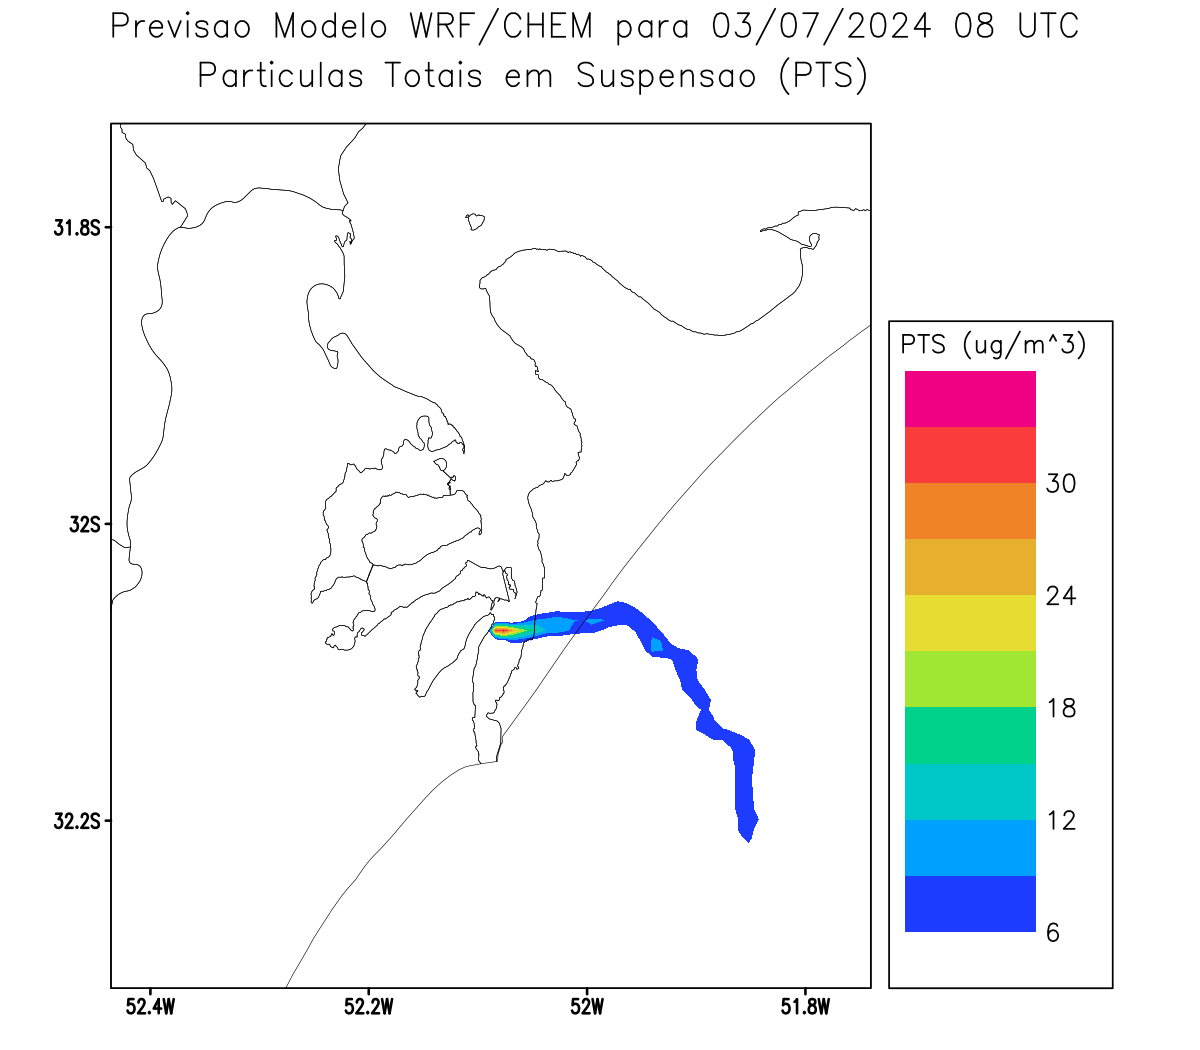 Previsao Modelo WRF/CHEM para 03/07/2024 08 UTC
Particulas Totais em Suspensao (PTS)
31.8S
32S
32.2S
52.4W
52.2W
52W
51.8W
PTS (ug/m^3)
30
24
18
12
6